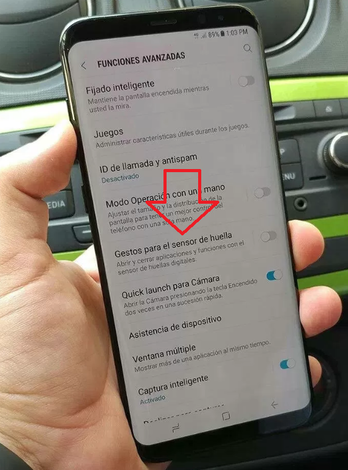 89% 1:03 PM
FUNCIONES AVANZADAS
Fijado inteligente
Mantiene la pantalla encendida mientras
usted la mira.
Juegos
Administrar características útiles durante los juegos.
ID de llamada y antispam
Desactivado
Modo Operación con una mano
Ajustar el tamaño y la distribución de la
pantalla para tener un mejor control del
teléfono con una sola mano.
Gestos para el sensor de huella
Abrir y cerrar aplicaciones y funciones con el
sensor de huellas digitales.
Quick launch para Cámara
Abrir la Cámara presionando la tecla Encendido
dos veces en una sucesión rápida.
Asistencia de dispositivo
Ventana múltiple
Mostrar más de una aplicación al mismo tiempo.
Captura inteligente
Activado
MEDIA